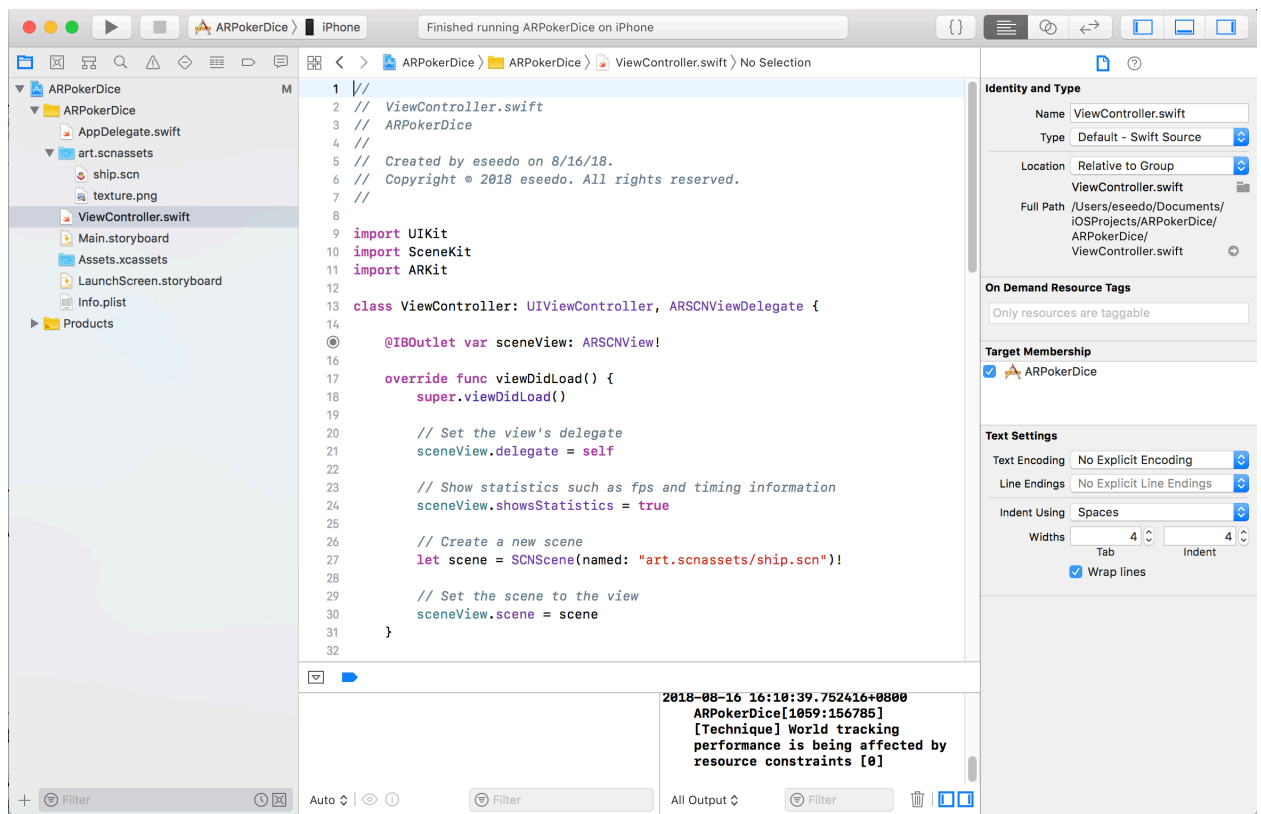 ARPokerDice iPhone
Finished running ARPokerDice on iPhone
{ }
ARPokerDice ARPokerDice ViewController.swift No Selection
ARPokerDice M
ARPokerDice
AppDelegate.swift
art.scnassets
ship.scn
texture.png
ViewController.swift
Main.storyboard
Assets.xcassets
LaunchScreen.storyboard
Info.plist
Products
Filter
1 //
2 // ViewController.swift
3 // ARPokerDice
4 //
5 // Created by eseedo on 8/16/18.
6 // Copyright © 2018 eseedo. All rights reserved.
7 //
8
9 import UIKit
10 import SceneKit
11 import ARKit
12
13 class ViewController: UIViewController, ARSCNViewDelegate {
14
@IBOutlet var sceneView: ARSCNView!
16
17 override func viewDidLoad() {
18 super.viewDidLoad()
19
20 // Set the view's delegate
21 sceneView.delegate = self
22
23 // Show statistics such as fps and timing information
24 sceneView.showsStatistics = true
25
26 // Create a new scene
27 let scene = SCNScene(named: "art.scnassets/ship.scn")!
28
29 // Set the scene to the view
30 sceneView.scene = scene
31 }
32
Auto
Filter
2018-08-16 16:10:39.752416+0800
ARPokerDice[1059:156785]
[Technique] World tracking
performance is being affected by
resource constraints [0]
All Output
Filter
Identity and Type
Name ViewController.swift
Type Default - Swift Source
Location Relative to Group
ViewController.swift
Full Path /Users/eseedo/Documents/
iOSProjects/ARPokerDice/
ARPokerDice/
ViewController.swift
On Demand Resource Tags
Only resources are taggable
Target Membership
ARPokerDice
Text Settings
Text Encoding No Explicit Encoding
Line Endings No Explicit Line Endings
Indent Using Spaces
Widths 4 4
Tab Indent
Wrap lines